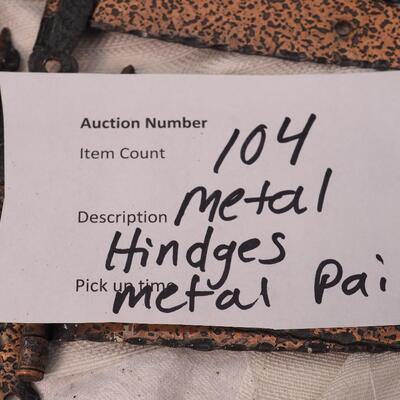 Auction Number 104
Item Count
Description Metal
Hindges
Pick up time
metal Pai